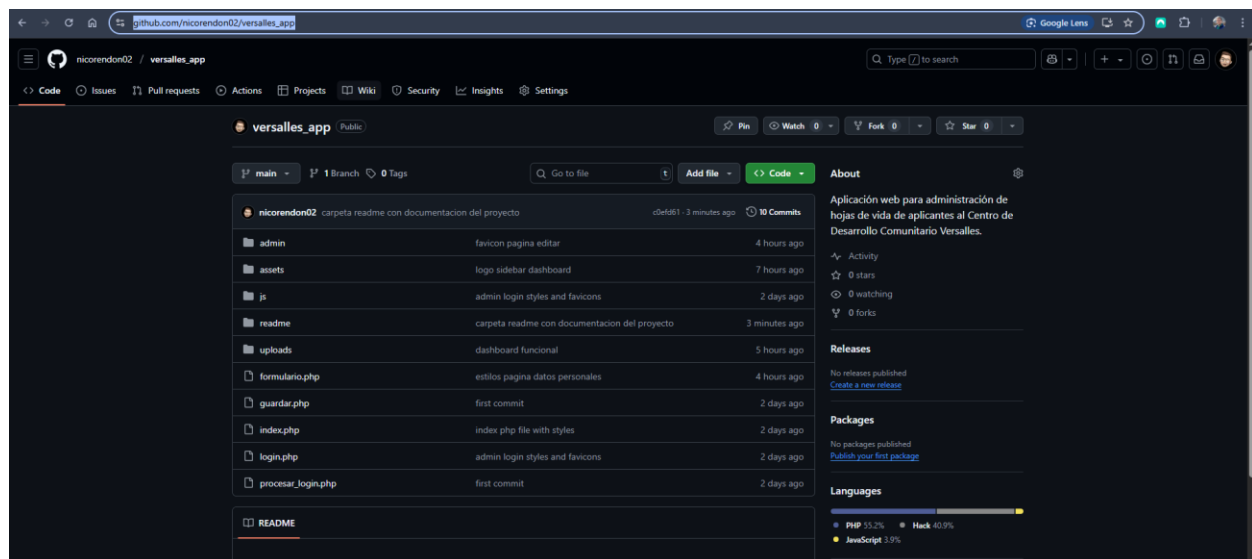 github.com/nicorendon02/versalles_app
Google Lens
nicorendon02 / versalles_app
Type / to search
<> Code Issues Pull requests Actions Projects Wiki Security Insights Settings
versalles_app Public
Pin Watch 0 Fork 0 Star 0
main 1 Branch 0 Tags
Go to file t Add file <> Code
nicorendon02 carpeta readme con documentacion del proyecto c0efd61 · 3 minutes ago 10 Commits
admin favicon pagina editar 4 hours ago
assets logo sidebar dashboard 7 hours ago
js admin login styles and favicons 2 days ago
readme carpeta readme con documentacion del proyecto 3 minutes ago
uploads dashboard funcional 5 hours ago
formulario.php estilos pagina datos personales 4 hours ago
guardar.php first commit 2 days ago
index.php index php file with styles 2 days ago
login.php admin login styles and favicons 2 days ago
procesar_login.php first commit 2 days ago
README
About
Aplicación web para administración de
hojas de vida de aplicantes al Centro de
Desarrollo Comunitario Versalles.
Activity
0 stars
0 watching
0 forks
Releases
No releases published
Create a new release
Packages
No packages published
Publish your first package
Languages
PHP 55.2% Hack 40.9%
JavaScript 3.9%